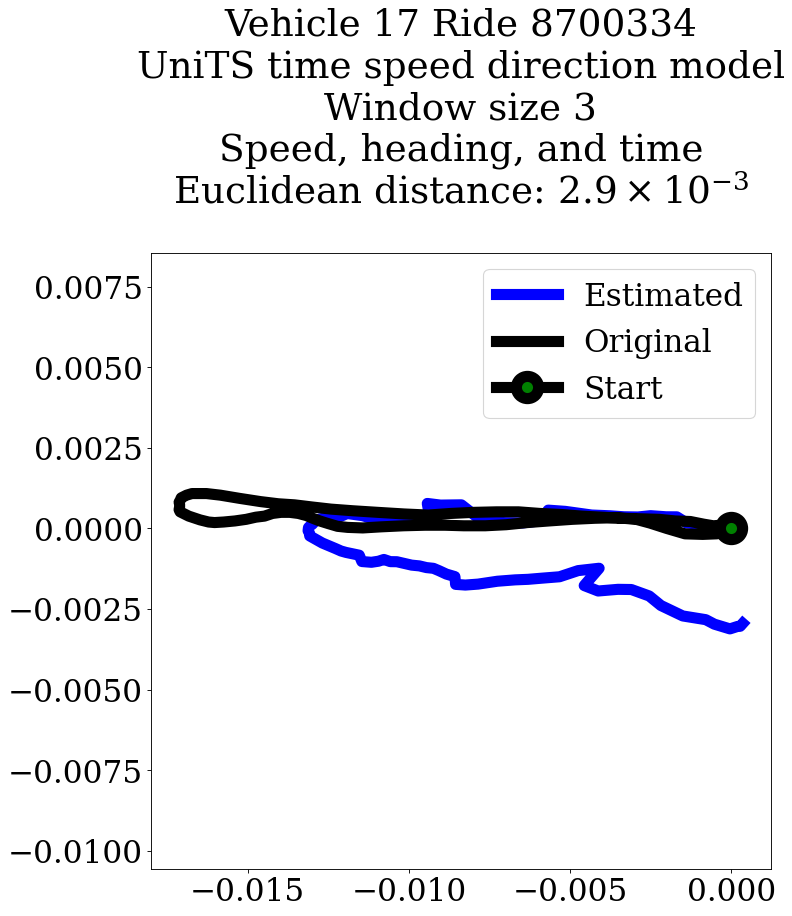 Vehicle 17 Ride 8700334
UniTS time speed direction model
Window size 3
Speed, heading, and time
Euclidean distance: 2.9 × 10⁻³
0.0075
0.0050
0.0025
0.0000
−0.0025
−0.0050
−0.0075
−0.0100
Estimated
Original
Start
−0.015
−0.010
−0.005
0.000